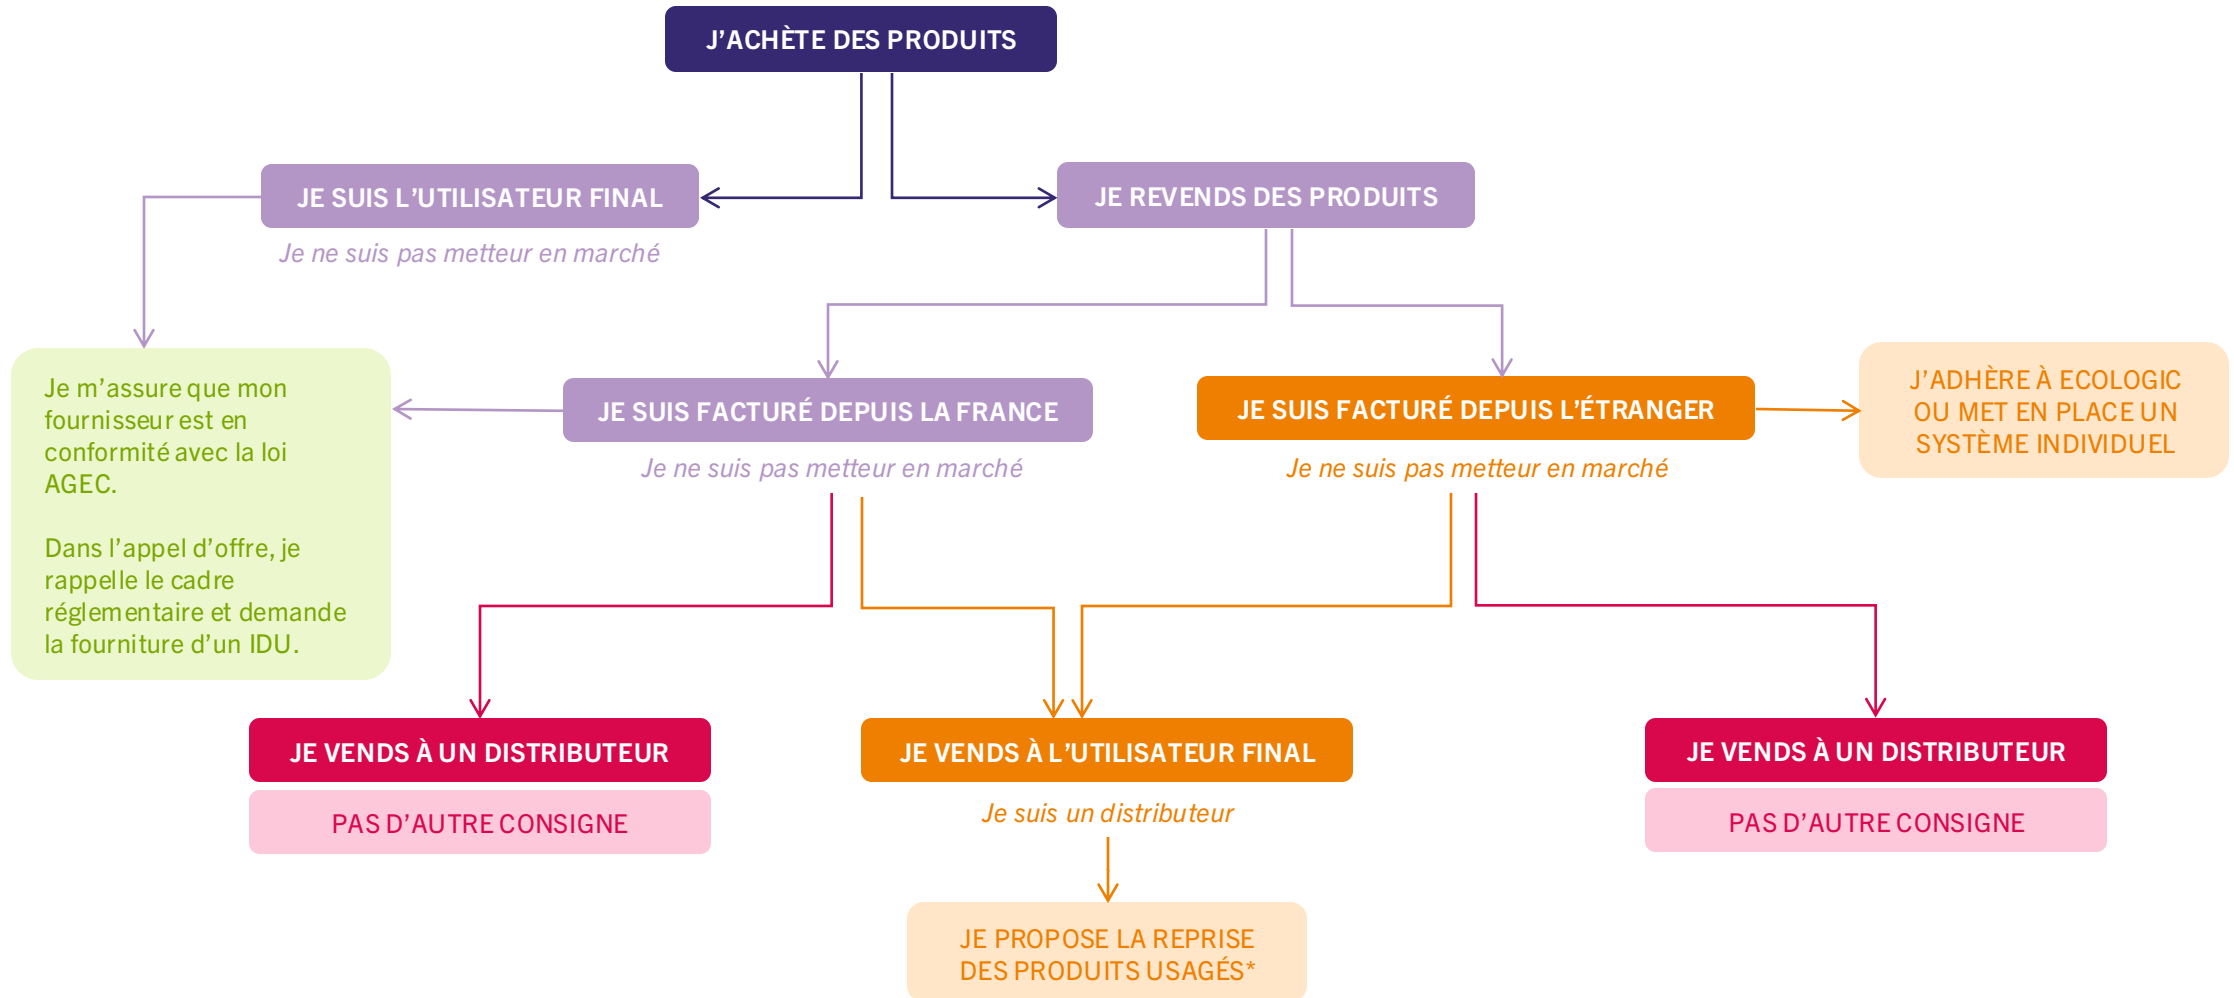 J’ACHÈTE DES PRODUITS
JE SUIS L’UTILISATEUR FINAL
JE REVENDS DES PRODUITS
Je ne suis pas metteur en marché
Je m’assure que mon
fournisseur est en
conformité avec la loi
AGEC.
Dans l’appel d’offre, je
rappelle le cadre
réglementaire et demande
la fourniture d’un IDU.
JE SUIS FACTURÉ DEPUIS LA FRANCE
Je ne suis pas metteur en marché
JE SUIS FACTURÉ DEPUIS L’ÉTRANGER
Je ne suis pas metteur en marché
J’ADHÈRE À ECOLOGIC
OU MET EN PLACE UN
SYSTÈME INDIVIDUEL
JE VENDS À UN DISTRIBUTEUR
PAS D’AUTRE CONSIGNE
JE VENDS À L’UTILISATEUR FINAL
Je suis un distributeur
JE PROPOSE LA REPRISE
DES PRODUITS USAGÉS*
JE VENDS À UN DISTRIBUTEUR
PAS D’AUTRE CONSIGNE